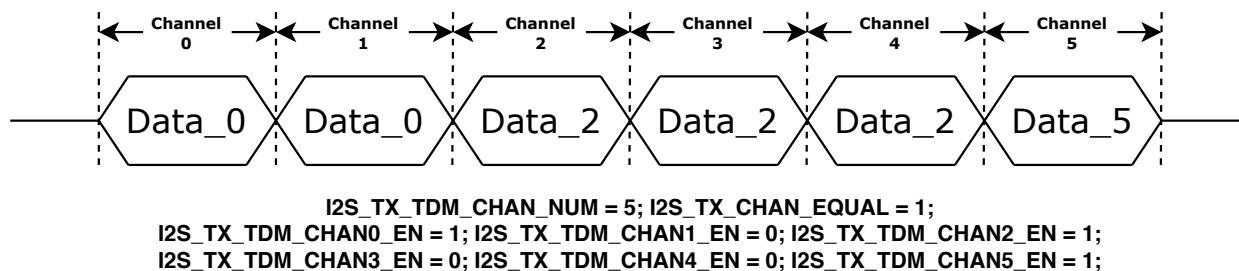 Channel 0
Channel 1
Channel 2
Channel 3
Channel 4
Channel 5
Data_0
Data_0
Data_2
Data_2
Data_2
Data_5
I2S_TX_TDM_CHAN_NUM = 5; I2S_TX_CHAN_EQUAL = 1;
I2S_TX_TDM_CHAN0_EN = 1; I2S_TX_TDM_CHAN1_EN = 0; I2S_TX_TDM_CHAN2_EN = 1;
I2S_TX_TDM_CHAN3_EN = 0; I2S_TX_TDM_CHAN4_EN = 0; I2S_TX_TDM_CHAN5_EN = 1;